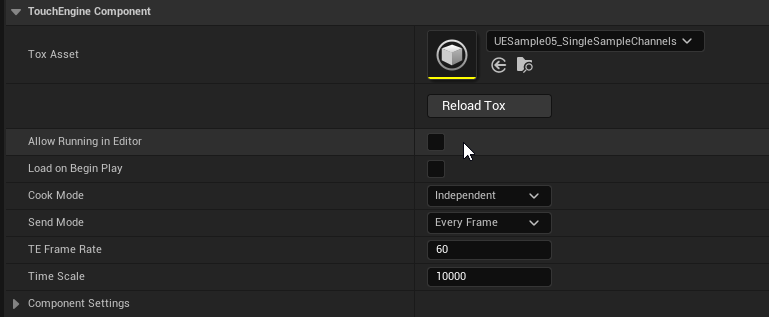 TouchEngine Component
Tox Asset
UESample05_SingleSampleChannels
Reload Tox
Allow Running in Editor
Load on Begin Play
Cook Mode
Independent
Send Mode
Every Frame
TE Frame Rate
60
Time Scale
10000
Component Settings